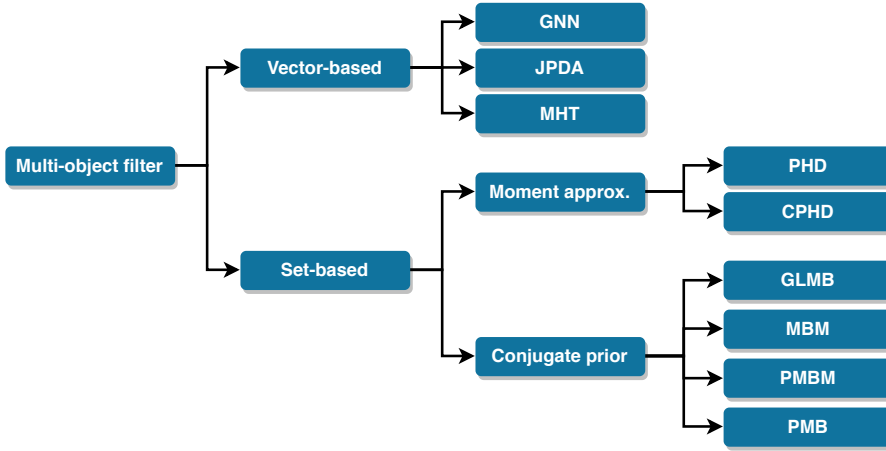 Multi-object filter
Vector-based
GNN
JPDA
MHT
Set-based
Moment approx.
PHD
CPHD
Conjugate prior
GLMB
MBM
PMBM
PMB